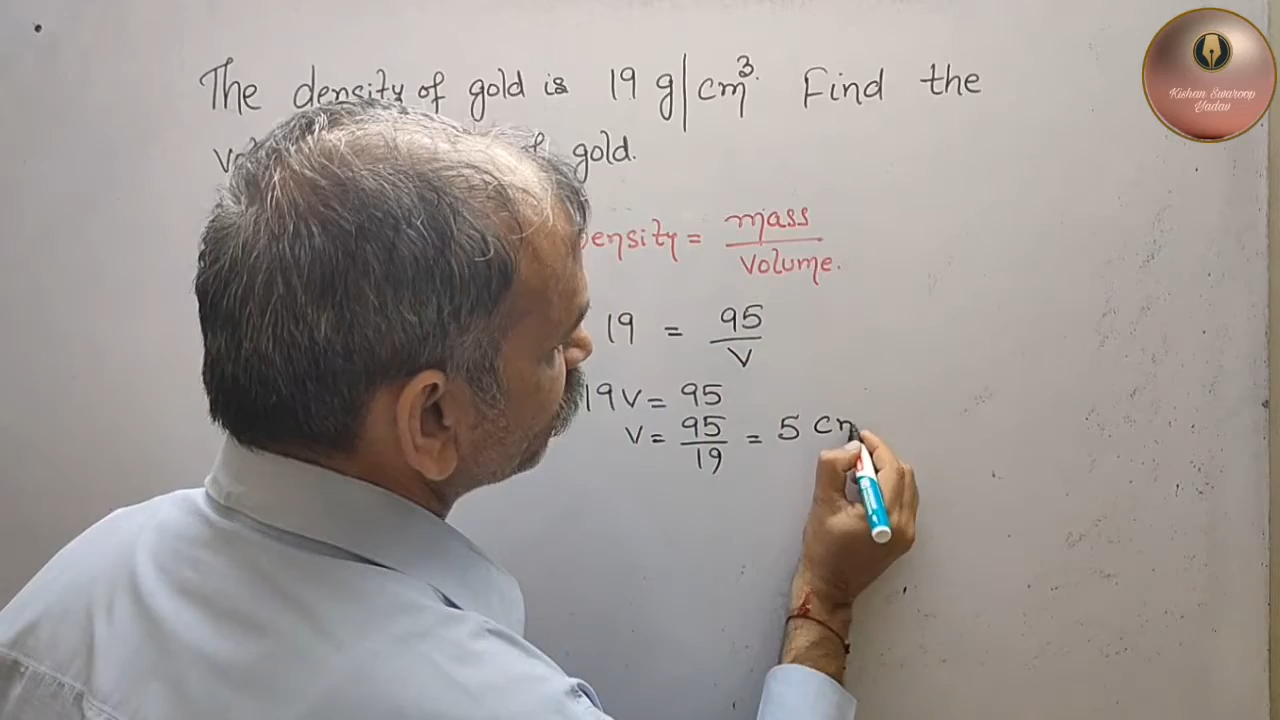 The density of gold is 19 g/cm³. Find the
gold.
ensity = mass/volume.
19 = 95/v
19v = 95
v = 95/19 = 5 cm
Kishan Swaroop
Yadav